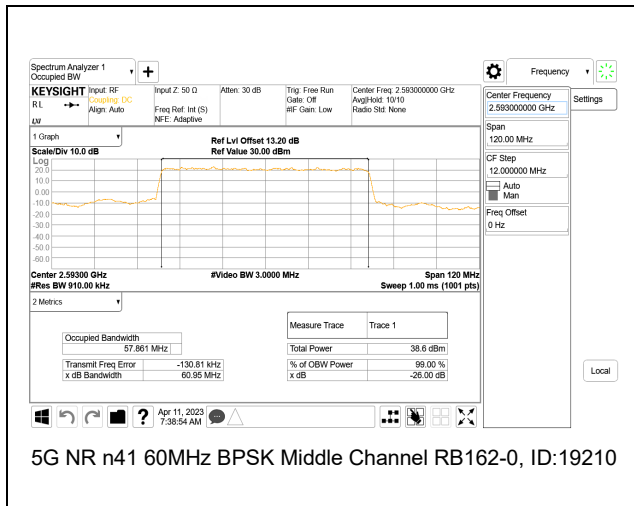 Spectrum Analyzer 1
Occupied BW
+
Frequency
KEYSIGHT Input: RF Input Z: 50 Ω Atten: 30 dB Trig: Free Run Center Freq: 2.593000000 GHz
RL Coupling: DC Gate: Off Avg|Hold: 10/10
Align: Auto Freq Ref: Int (S) #IF Gain: Low Radio Std: None
NFE: Adaptive
LXI
Center Frequency
2.593000000 GHz
Settings
Span
120.00 MHz
CF Step
12.000000 MHz
Auto
Man
Freq Offset
0 Hz
1 Graph
Ref Lvl Offset 13.20 dB
Scale/Div 10.0 dB Ref Value 30.00 dBm
Log
20.0
10.0
0.00
-10.0
-20.0
-30.0
-40.0
-50.0
-60.0
Center 2.59300 GHz #Video BW 3.0000 MHz Span 120 MHz
#Res BW 910.00 kHz Sweep 1.00 ms (1001 pts)
2 Metrics
Measure Trace Trace 1
Occupied Bandwidth
57.861 MHz Total Power 38.6 dBm
Transmit Freq Error -130.81 kHz % of OBW Power 99.00 %
x dB Bandwidth 60.95 MHz x dB -26.00 dB
Local
?
Apr 11, 2023
7:38:54 AM
5G NR n41 60MHz BPSK Middle Channel RB162-0, ID:19210